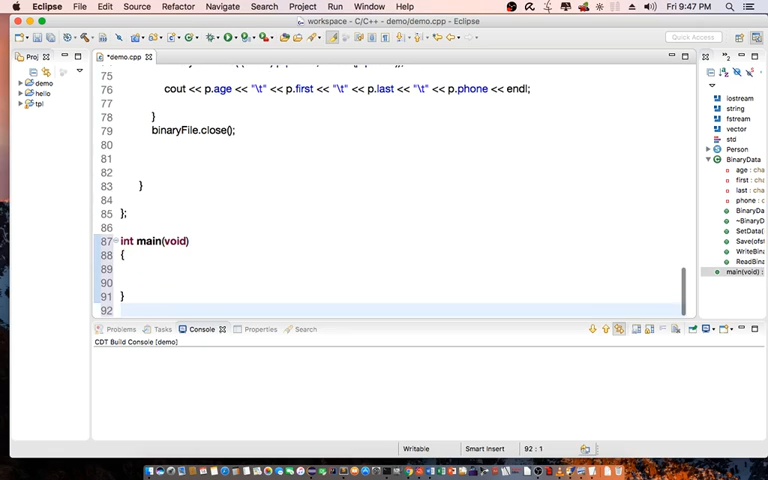 Eclipse File Edit Source Refactor Navigate Search Project Run Window Help Fri 9:47 PM
workspace - C/C++ - demo/demo.cpp - Eclipse
Quick Access
Proj
*demo.cpp
demo
hello
tpl
75
76 cout << p.age << "\t" << p.first << "\t" << p.last << "\t" << p.phone << endl;
77
78 }
79 binaryFile.close();
80
81
82
83 }
84
85 };
86
87 int main(void)
88 {
89
90
91 }
92
iostream
string
fstream
vector
std
Person
BinaryData
age : cha
first : cha
last : cha
phone : c
BinaryDa
~BinaryD
SetData(
Save(ofst
WriteBin
ReadBina
main(void) :
Problems Tasks Console Properties Search
CDT Build Console [demo]
Writable Smart Insert 92 : 1